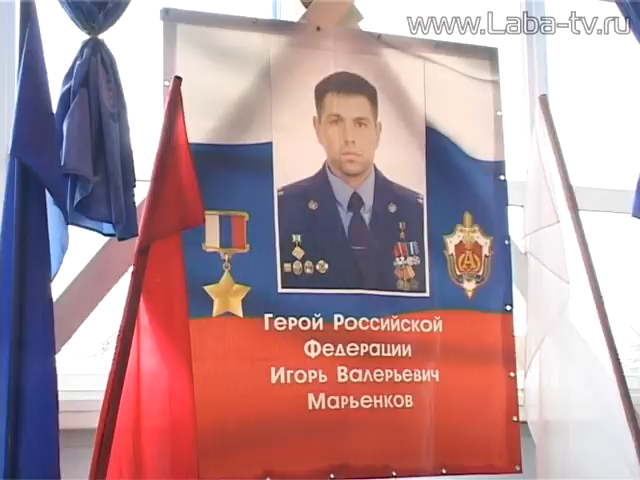 www.Laba-tv.ru
Герой Российской
Федерации
Игорь Валерьевич
Марьенков
А